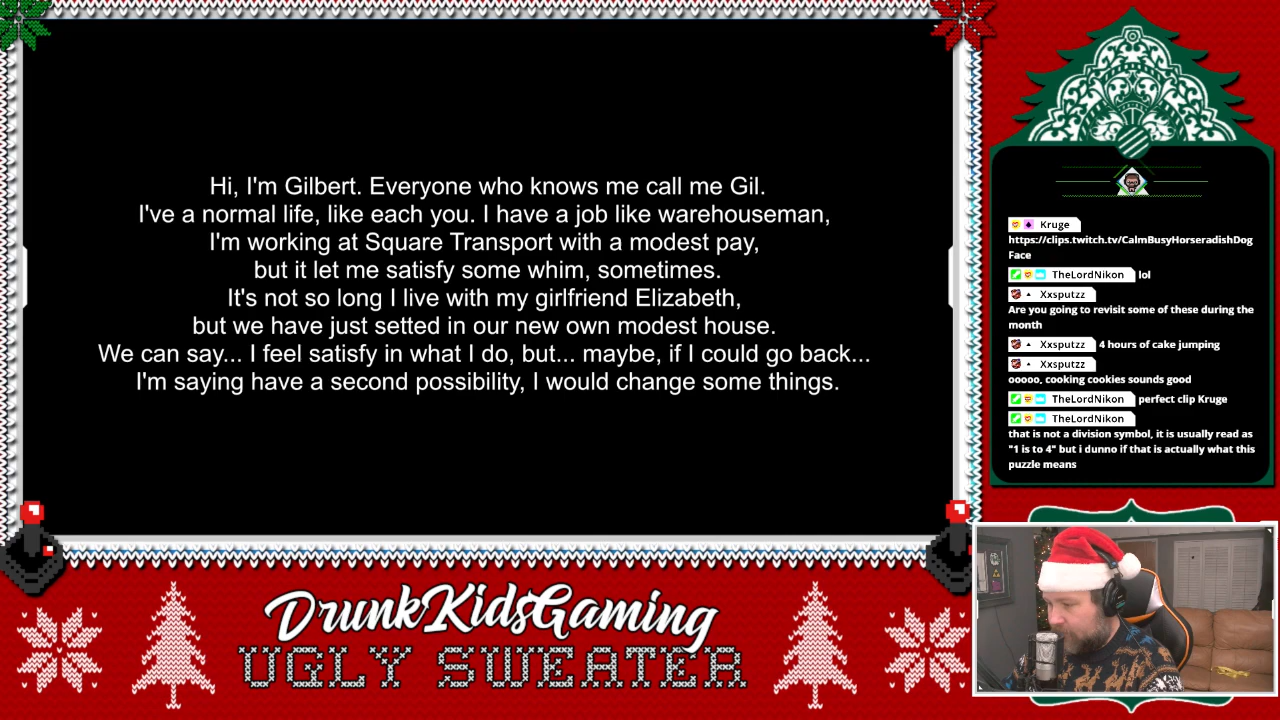 Hi, I'm Gilbert. Everyone who knows me call me Gil.
I've a normal life, like each you. I have a job like warehouseman,
I'm working at Square Transport with a modest pay,
but it let me satisfy some whim, sometimes.
It's not so long I live with my girlfriend Elizabeth,
but we have just setted in our new own modest house.
We can say... I feel satisfy in what I do, but... maybe, if I could go back...
I'm saying have a second possibility, I would change some things.
Kruge
https://clips.twitch.tv/CalmBusyHorseradishDog
Face
TheLordNikon lol
Xxsputzz
Are you going to revisit some of these during the
month
Xxsputzz 4 hours of cake jumping
Xxsputzz
ooooo, cooking cookies sounds good
TheLordNikon perfect clip Kruge
TheLordNikon
that is not a division symbol, it is usually read as
"1 is to 4" but i dunno if that is actually what this
puzzle means
DrunkKidsGaming
UGLY SWEATER